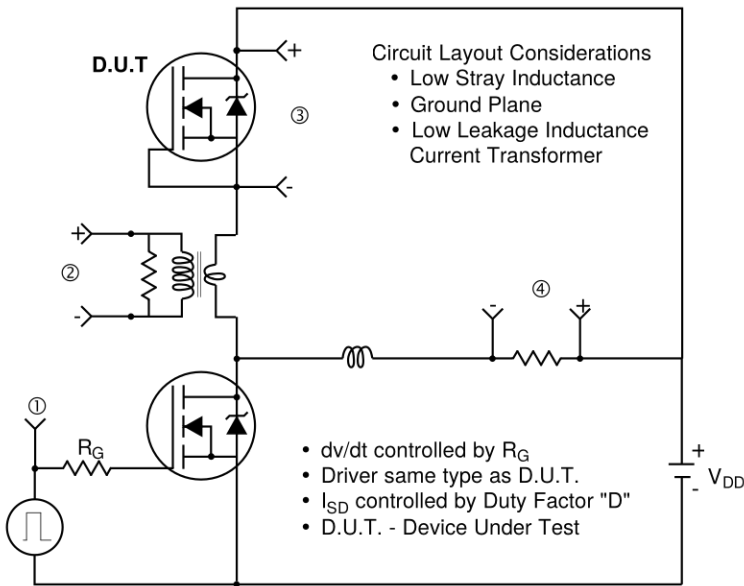 D.U.T
+
③
-
Circuit Layout Considerations
• Low Stray Inductance
• Ground Plane
• Low Leakage Inductance
Current Transformer
+
②
-
④
-
+
①
R_G
• dv/dt controlled by R_G
• Driver same type as D.U.T.
• I_SD controlled by Duty Factor "D"
• D.U.T. - Device Under Test
+
-
V_DD